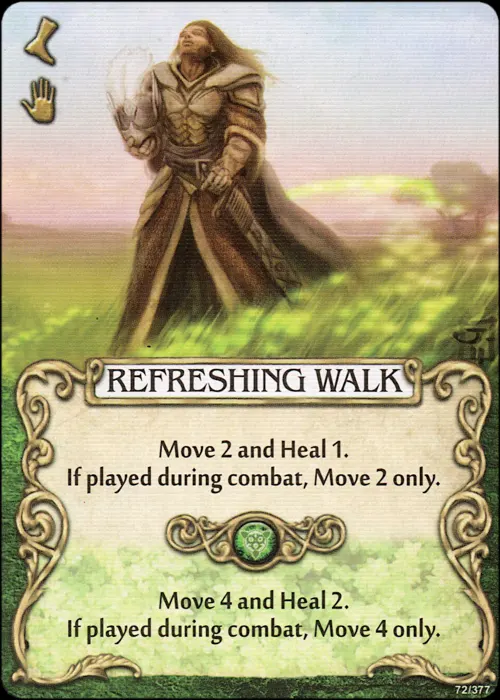 REFRESHING WALK
Move 2 and Heal 1.
If played during combat, Move 2 only.
Move 4 and Heal 2.
If played during combat, Move 4 only.
72/377